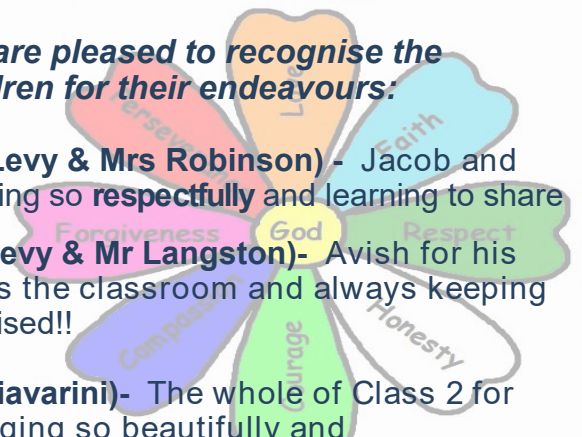 are pleased to recognise the
dren for their endeavours:
Levy & Mrs Robinson) - Jacob and
ing so respectfully and learning to share
evy & Mr Langston)- Avish for his
s the classroom and always keeping
ised!!
iavarini)- The whole of Class 2 for
ging so beautifully and
Love
Perseverance
Faith
Forgiveness
God
Respect
Compassion
Courage
Honesty